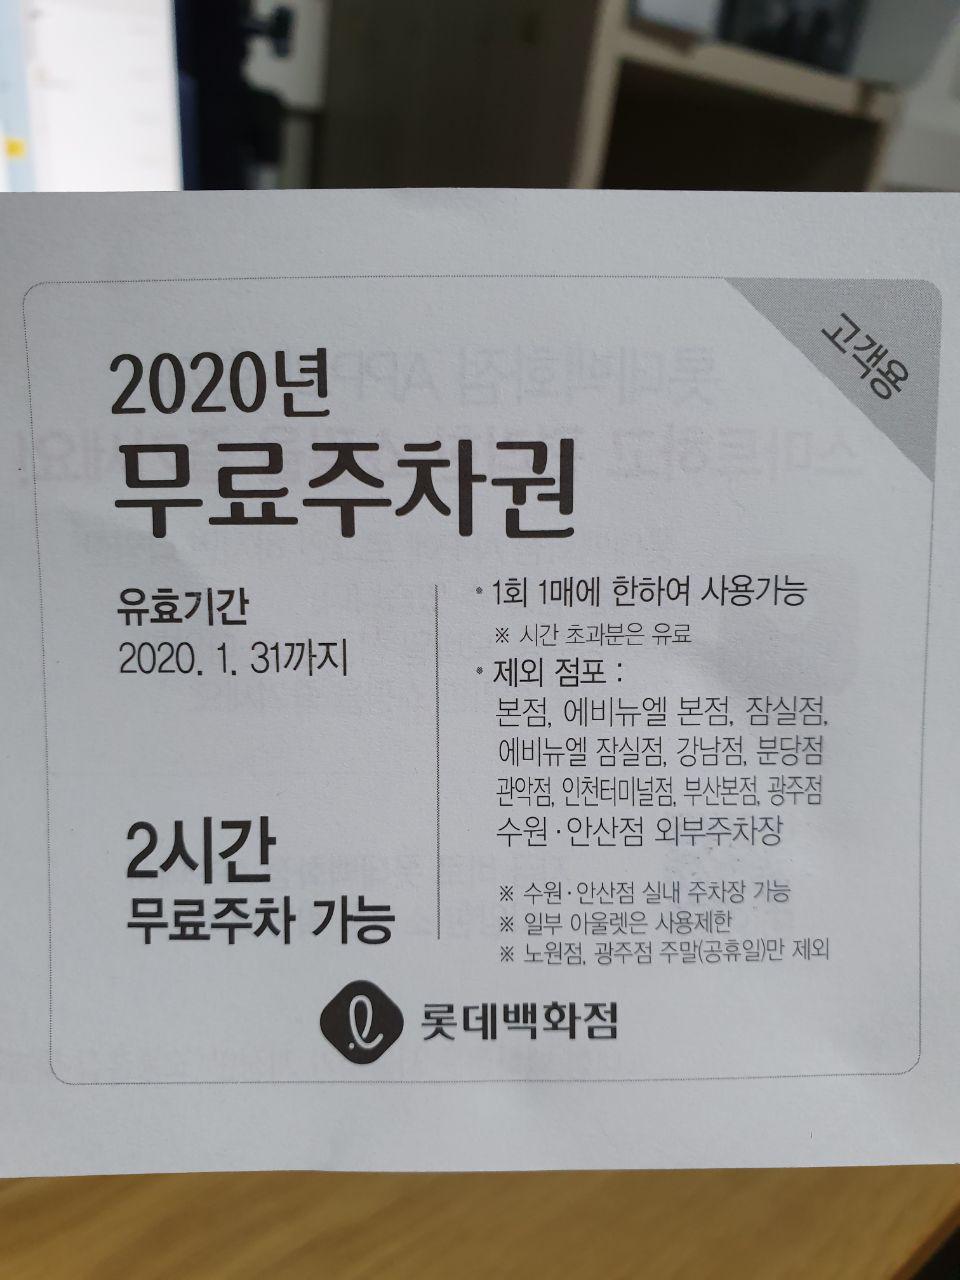 고객용
2020년
무료주차권
유효기간
2020. 1. 31까지
2시간
무료주차 가능
• 1회 1매에 한하여 사용가능
※ 시간 초과분은 유료
• 제외 점포 :
본점, 에비뉴엘 본점, 잠실점,
에비뉴엘 잠실점, 강남점, 분당점
관악점, 인천터미널점, 부산본점, 광주점
수원·안산점 외부주차장
※ 수원·안산점 실내 주차장 가능
※ 일부 아울렛은 사용제한
※ 노원점, 광주점 주말(공휴일)만 제외
롯데백화점